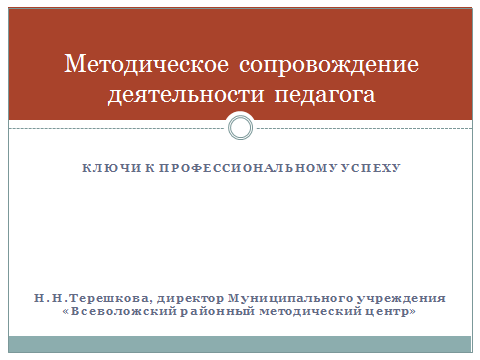 Методическое сопровождение
деятельности педагога
КЛЮЧИ К ПРОФЕССИОНАЛЬНОМУ УСПЕХУ
Н.Н.Терешкова, директор Муниципального учреждения
«Всеволожский районный методический центр»